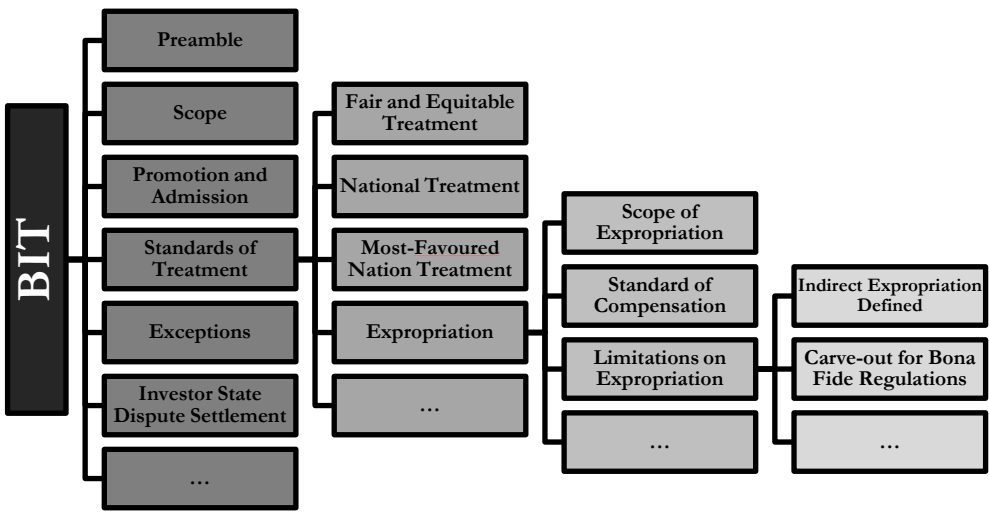 BIT
Preamble
Scope
Promotion and
Admission
Standards of
Treatment
Exceptions
Investor State
Dispute Settlement
…
Fair and Equitable
Treatment
National Treatment
Most-Favoured
Nation Treatment
Expropriation
…
Scope of
Expropriation
Standard of
Compensation
Limitations on
Expropriation
…
Indirect Expropriation
Defined
Carve-out for Bona
Fide Regulations
…